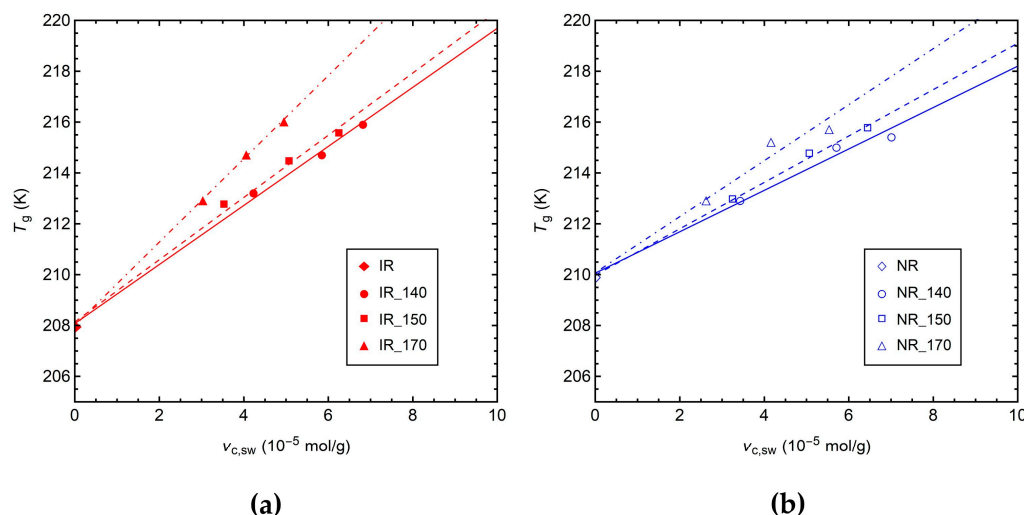 220
218
216
214
212
210
208
206
Tg (K)
IR
IR_140
IR_150
IR_170
0 2 4 6 8 10
νc,sw (10⁻⁵ mol/g)
(a)
220
218
216
214
212
210
208
206
Tg (K)
NR
NR_140
NR_150
NR_170
0 2 4 6 8 10
νc,sw (10⁻⁵ mol/g)
(b)